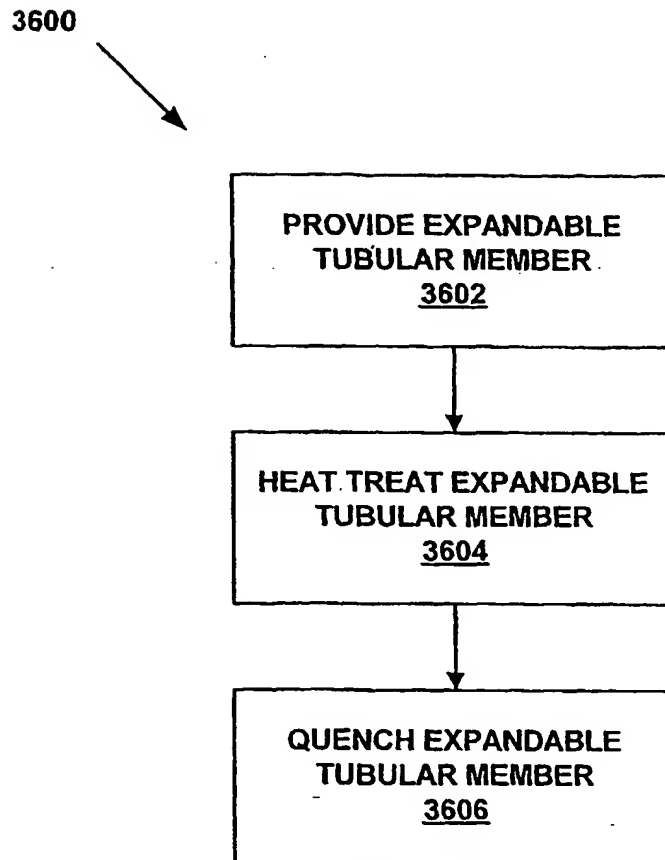 3600
PROVIDE EXPANDABLE
TUBULAR MEMBER
3602
HEAT TREAT EXPANDABLE
TUBULAR MEMBER
3604
QUENCH EXPANDABLE
TUBULAR MEMBER
3606